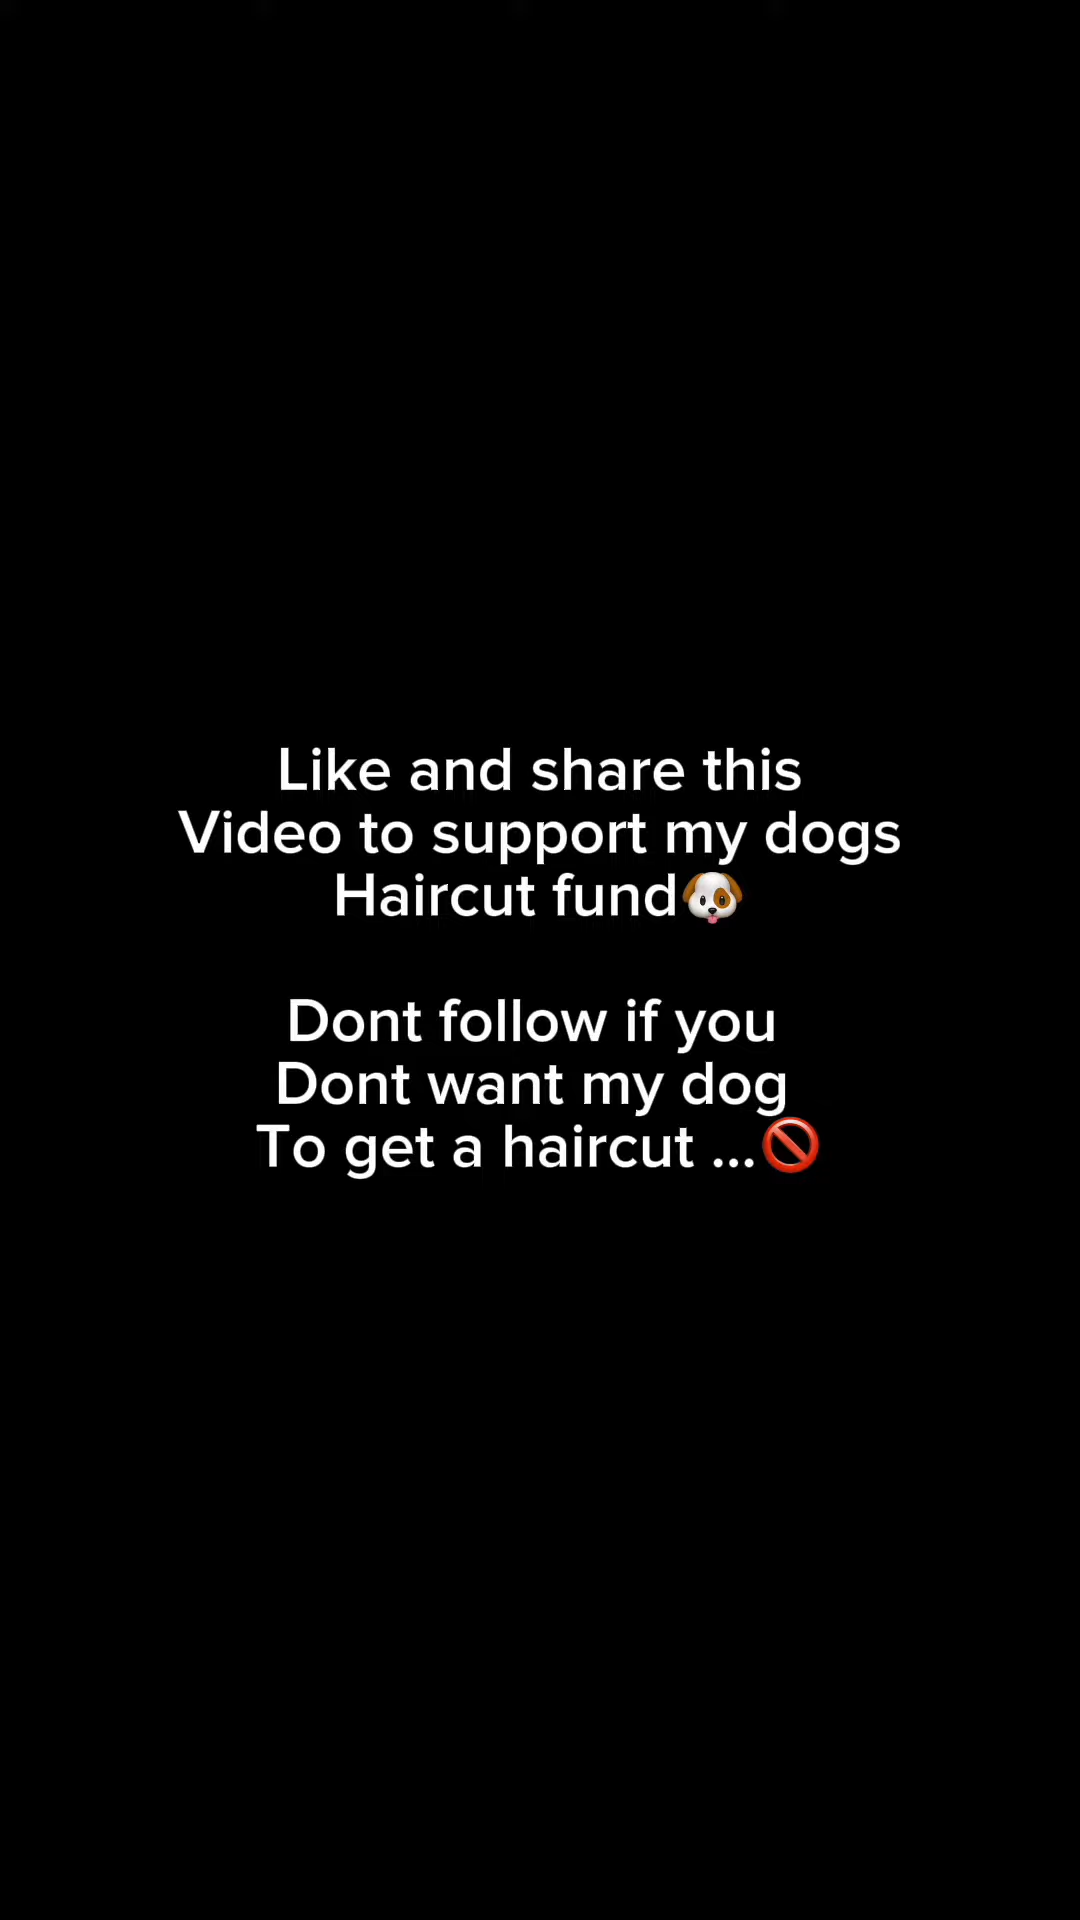 Like and share this
Video to support my dogs
Haircut fund🐶
Dont follow if you
Dont want my dog
To get a haircut ...🚫